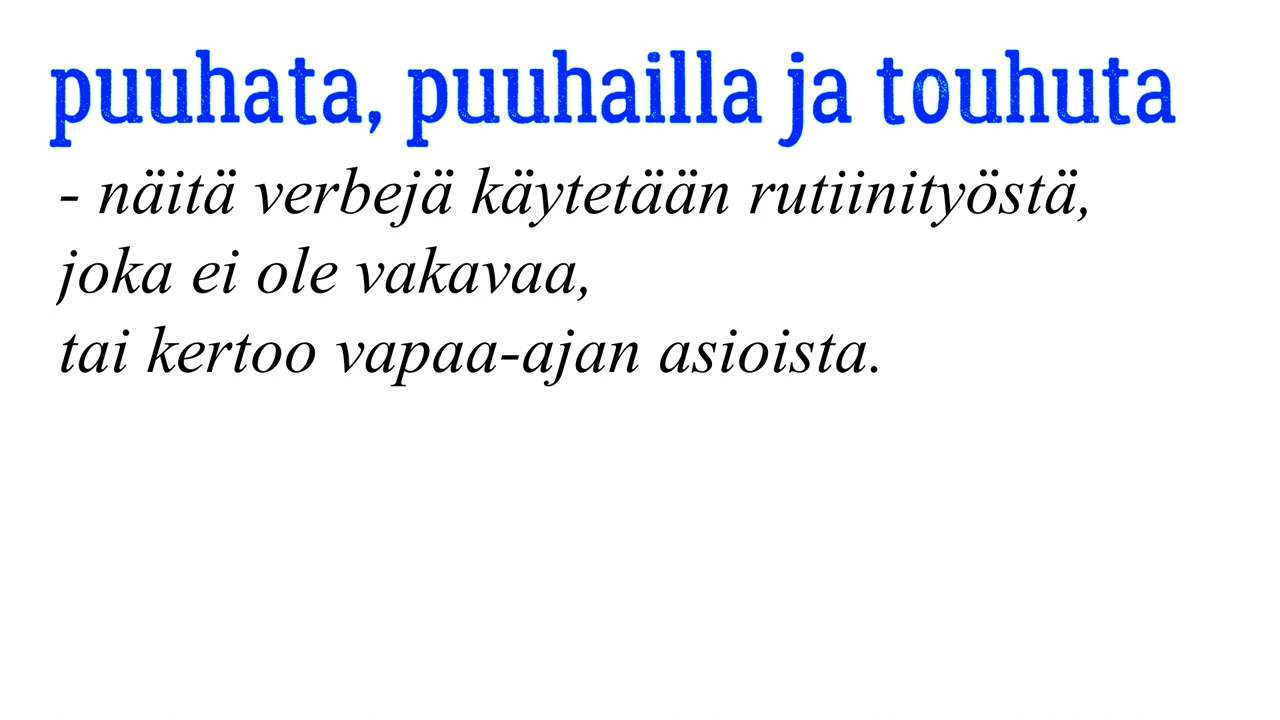 puuhata, puuhailla ja touhuta
- näitä verbejä käytetään rutiinityöstä,
joka ei ole vakavaa,
tai kertoo vapaa-ajan asioista.